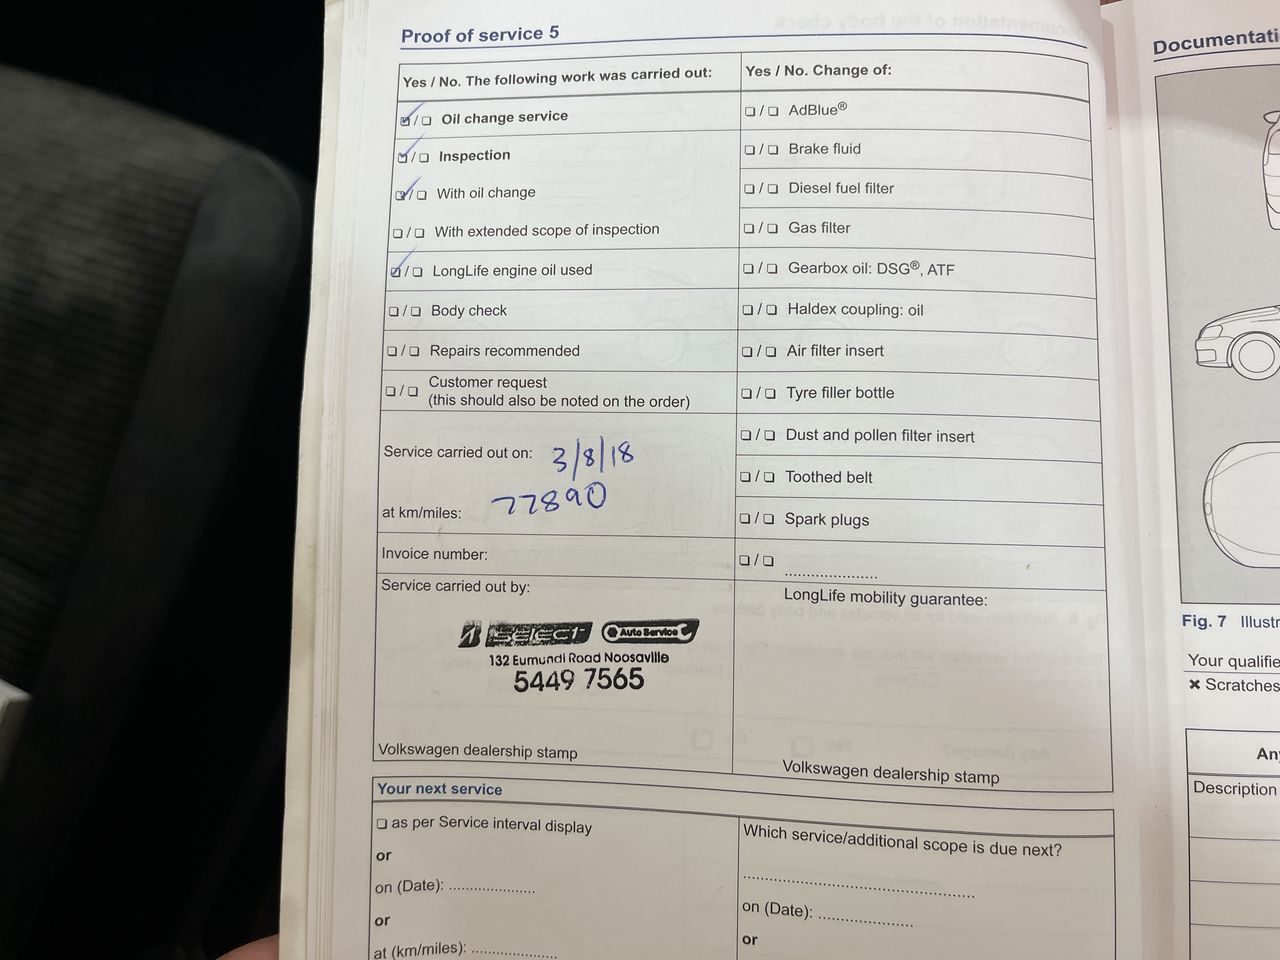 Proof of service 5
Yes / No. The following work was carried out:
☑ / ☐ Oil change service
☑ / ☐ Inspection
☑ / ☐ With oil change
☐ / ☐ With extended scope of inspection
☑ / ☐ LongLife engine oil used
☐ / ☐ Body check
☐ / ☐ Repairs recommended
☐ / ☐ Customer request
(this should also be noted on the order)
Service carried out on: 3/8/18
at km/miles: 77890
Invoice number:
Service carried out by:
SELECT Auto Service
132 Eumundi Road Noosaville
5449 7565
Volkswagen dealership stamp
Yes / No. Change of:
☐ / ☐ AdBlue®
☐ / ☐ Brake fluid
☐ / ☐ Diesel fuel filter
☐ / ☐ Gas filter
☐ / ☐ Gearbox oil: DSG®, ATF
☐ / ☐ Haldex coupling: oil
☐ / ☐ Air filter insert
☐ / ☐ Tyre filler bottle
☐ / ☐ Dust and pollen filter insert
☐ / ☐ Toothed belt
☐ / ☐ Spark plugs
☐ / ☐ .....................
LongLife mobility guarantee:
Volkswagen dealership stamp
Your next service
☐ as per Service interval display
or
on (Date): .....................
or
at (km/miles): .....................
Which service/additional scope is due next?
.....................................................
on (Date): ......................
or
Documentati
Fig. 7 Illustr
Your qualifie
✖ Scratches
An
Description